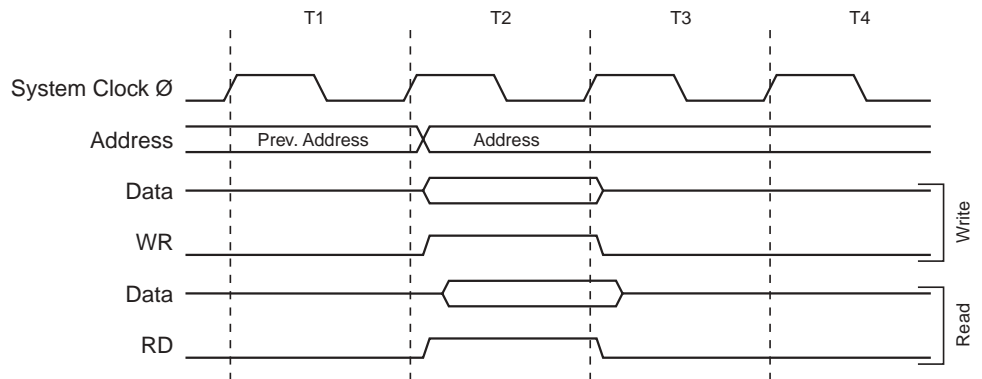 T1 T2 T3 T4
System Clock Ø
Address Prev. Address Address
Data
WR
Write
Data
RD
Read